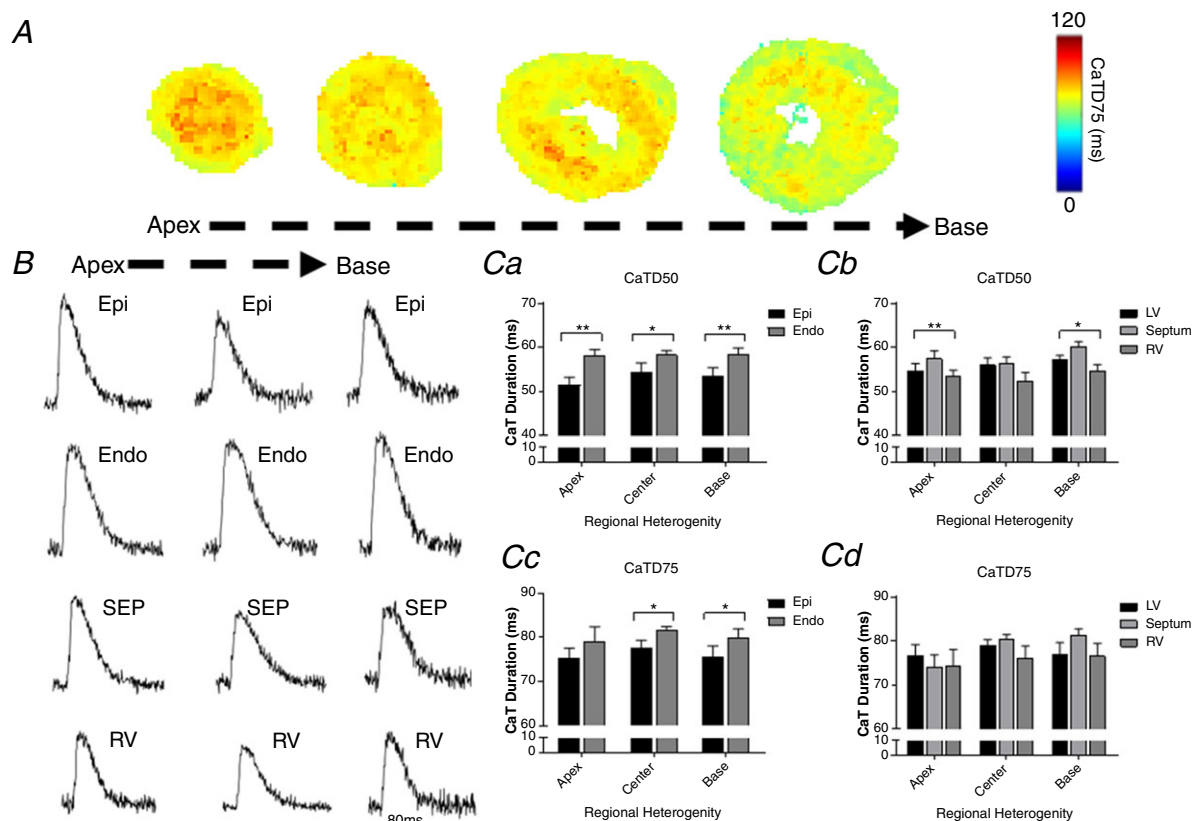 A
120
CaTD75 (ms)
0
Apex
Base
B
Apex
Base
Epi
Epi
Epi
Endo
Endo
Endo
SEP
SEP
SEP
RV
RV
RV
80ms
Ca
CaTD50
CaT Duration (ms)
70
60
50
40
10
0
**
*
**
Epi
Endo
Apex
Center
Base
Regional Heterogenity
Cb
CaTD50
CaT Duration (ms)
70
60
50
40
10
0
**
*
LV
Septum
RV
Apex
Center
Base
Regional Heterogenity
Cc
CaTD75
CaT Duration (ms)
90
80
70
60
10
0
*
*
Epi
Endo
Apex
Center
Base
Regional Heterogenity
Cd
CaTD75
CaT Duration (ms)
90
80
70
60
10
0
LV
Septum
RV
Apex
Center
Base
Regional Heterogenity